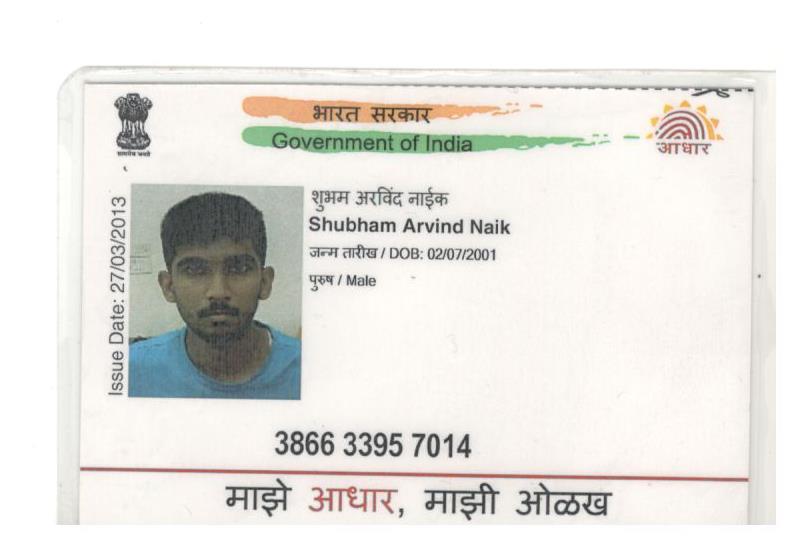 भारत सरकार
Government of India
सत्यमेव जयते
आधार
Issue Date: 27/03/2013
शुभम अरविंद नाईक
Shubham Arvind Naik
जन्म तारीख / DOB: 02/07/2001
पुरुष / Male
3866 3395 7014
माझे आधार, माझी ओळख